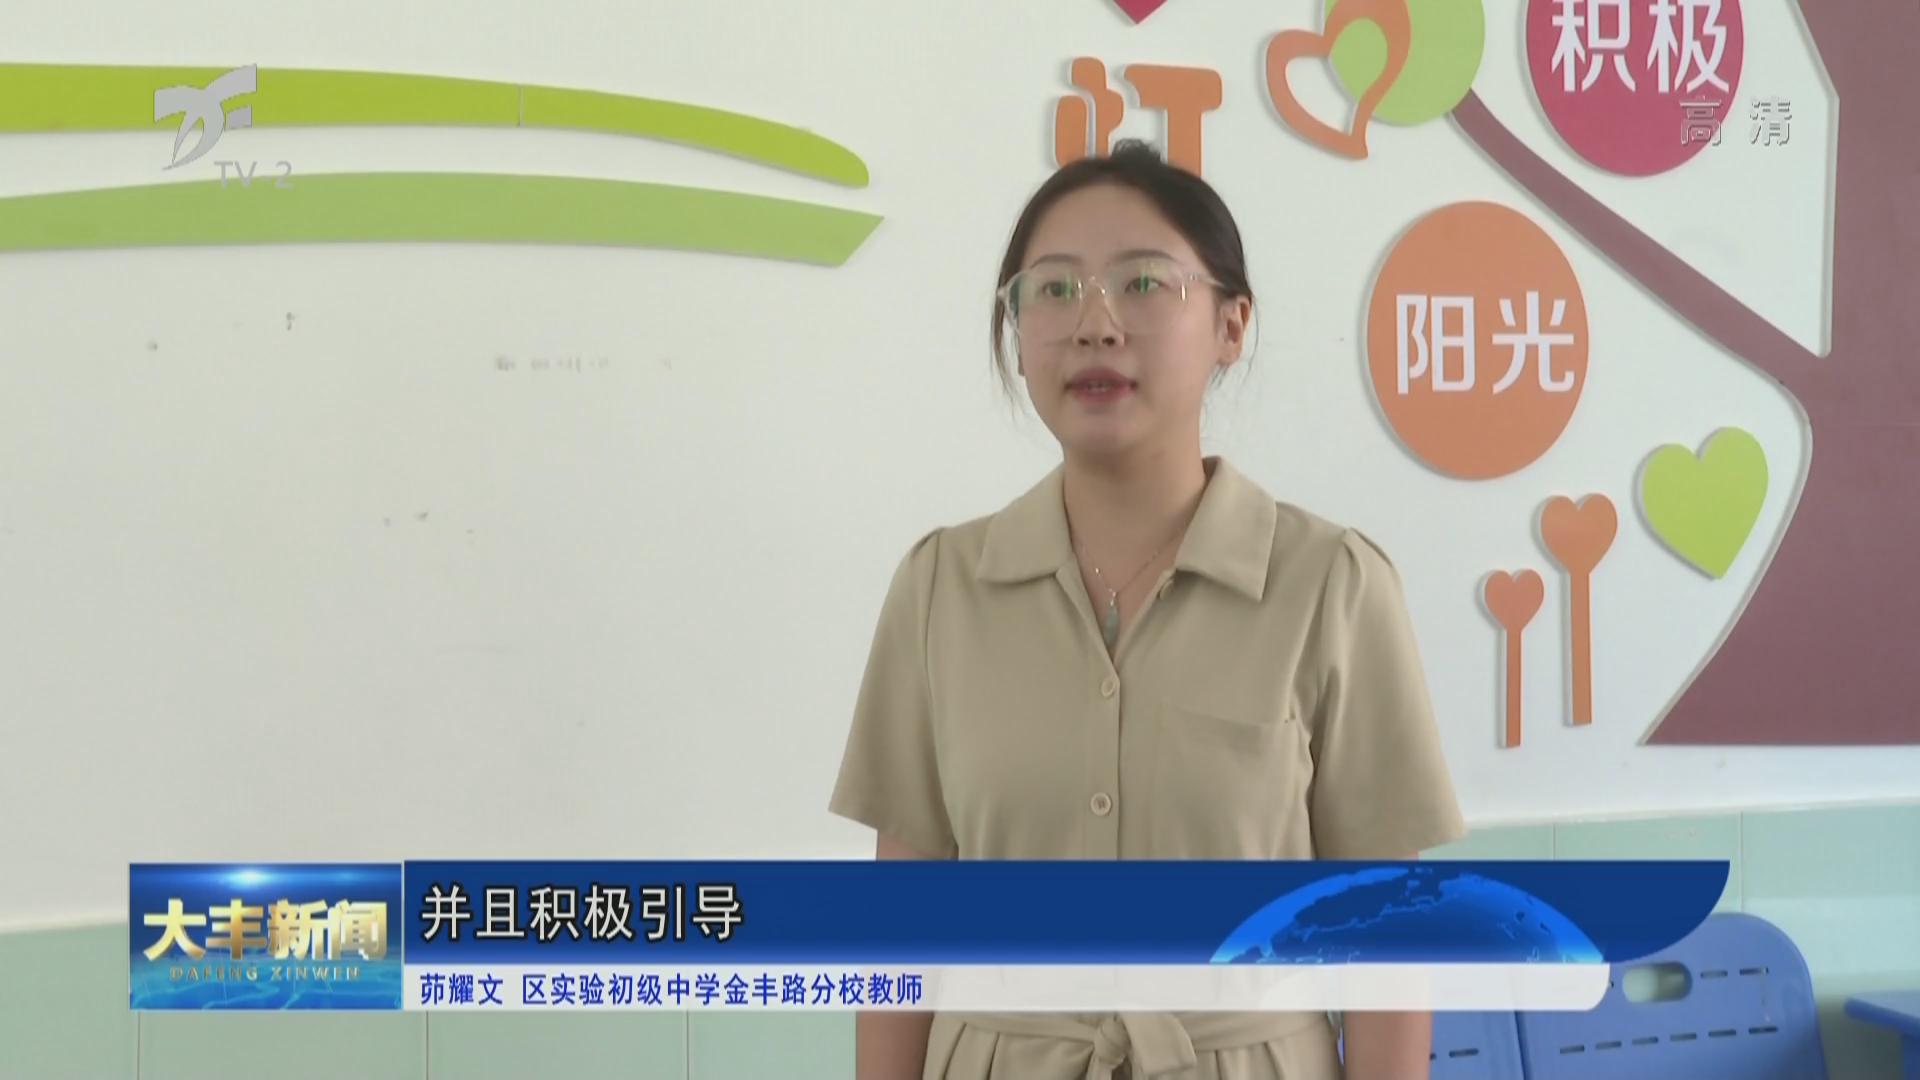 积极
高清
TV-2
灯
阳光
并且积极引导
大丰新闻
DAFENG XINWEN
茆耀文 区实验初级中学金丰路分校教师